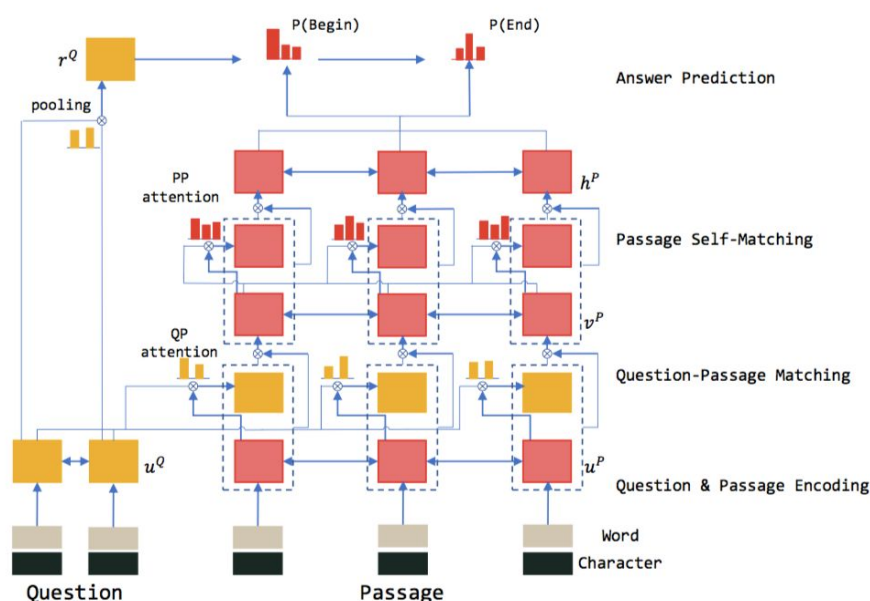 P(Begin)
P(End)
r^Q
Answer Prediction
pooling
PP
attention
h^P
Passage Self-Matching
v^P
QP
attention
Question-Passage Matching
u^Q
u^P
Question & Passage Encoding
Word
Character
Question
Passage